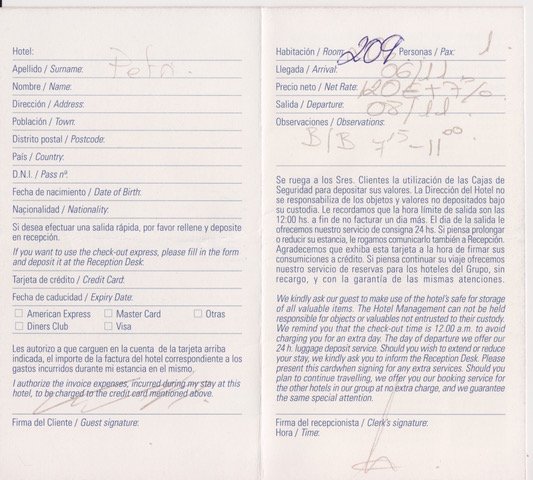 Hotel:
Apellido / Surname:
Nombre / Name:
Dirección / Address:
Población / Town:
Distrito postal / Postcode:
País / Country:
D.N.I. / Pass nº.
Fecha de nacimiento / Date of Birth:
Nacionalidad / Nationality:
Si desea efectuar una salida rápida, por favor rellene y deposite
en recepción.
If you want to use the check-out express, please fill in the form
and deposit it at the Reception Desk.
Tarjeta de crédito / Credit Card:
Fecha de caducidad / Expiry Date:
American Express Master Card Otras
Diners Club Visa
Les autorizo a que carguen en la cuenta de la tarjeta arriba
indicada, el importe de la factura del hotel correspondiente a los
gastos incurridos durante mi estancia en el mismo.
I authorize the invoice expenses, incurred during my stay at this
hotel, to be charged to the credit card mentioned above.
Firma del Cliente / Guest signature:
Habitación / Room: 209 Personas / Pax: 1.
Llegada / Arrival: 06/11
Precio neto / Net Rate: 120€+7%
Salida / Departure: 08/11
Observaciones / Observations:
B/B 7 15 - 11 00
Se ruega a los Sres. Clientes la utilización de las Cajas de
Seguridad para depositar sus valores. La Dirección del Hotel no
se responsabiliza de los objetos y valores no depositados bajo
su custodia. Le recordamos que la hora límite de salida son las
12:00 hs. a fin de no facturar un día más. El dia de la salida le
ofrecemos nuestro servicio de consigna 24 hs. Si piensa prolongar
o reducir su estancia, le rogamos comunicarlo también a Recepción.
Agradecemos que exhiba esta tarjeta a la hora de firmar sus
consumiciones a crédito. Si piensa continuar su viaje ofrecemos
nuestro servicio de reservas para los hoteles del Grupo, sin
recargo, y con la garantía de las mismas atenciones.
We kindly ask our guest to make use of the hotel's safe for storage
of all valuable items. The Hotel Management can not be held
responsible for objects or valuables not entrusted to their custody.
We remind you that the check-out time is 12.00 a.m. to avoid
charging you for an extra day. The day of departure we offer our
24 h. luggage deposit service. Should you wish to extend or reduce
your stay, we kindly ask you to inform the Reception Desk. Please
present this cardwhen signing for any extra services. Should you
plan to continue travelling, we offer you our booking service for
the other hotels in our group at no extra charge, and we guarantee
the same special attention.
Firma del recepcionista / Clerk's signature:
Hora / Time: